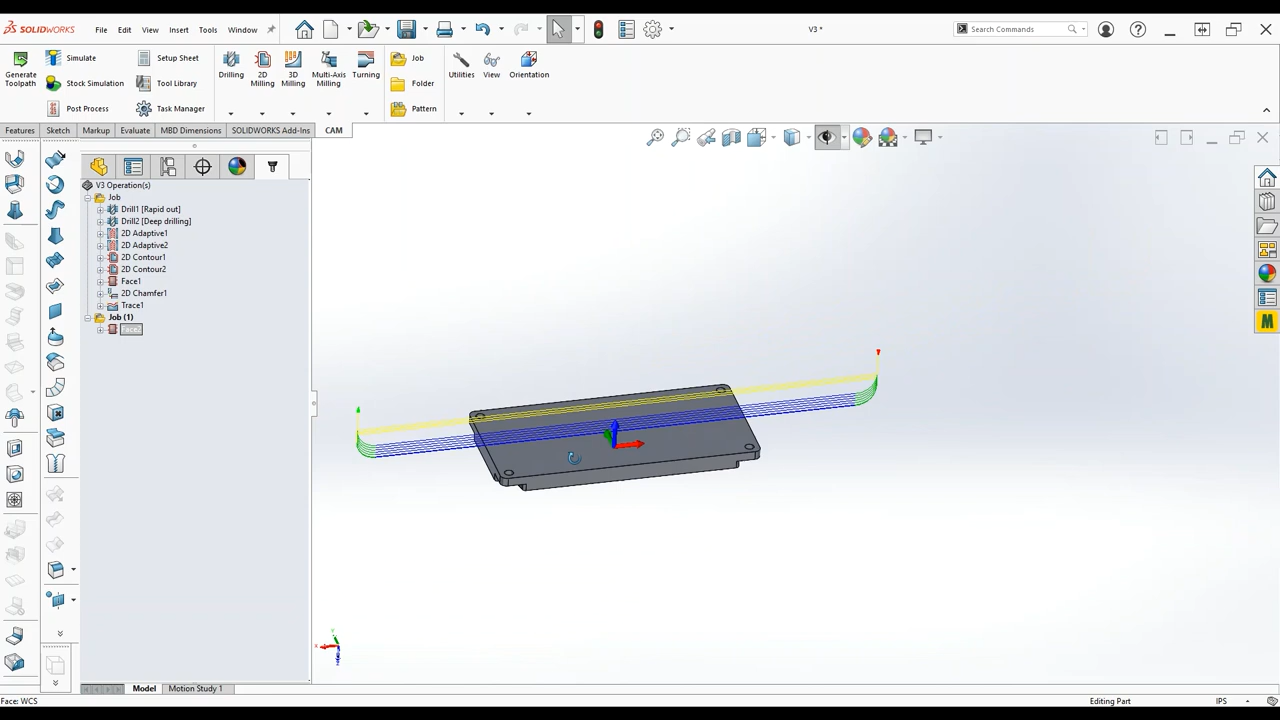 SOLIDWORKS File Edit View Insert Tools Window V3 * Search Commands
Generate Toolpath
Simulate Setup Sheet
Stock Simulation Tool Library
Post Process Task Manager
Drilling 2D Milling 3D Milling Multi-Axis Milling Turning
Job
Folder
Pattern
Utilities View Orientation
Features Sketch Markup Evaluate MBD Dimensions SOLIDWORKS Add-Ins CAM
V3 Operation(s)
Job
Drill1 [Rapid out]
Drill2 [Deep drilling]
2D Adaptive1
2D Adaptive2
2D Contour1
2D Contour2
Face1
2D Chamfer1
Trace1
Job (1)
Face2
M
Model Motion Study 1
Face: WCS Editing Part IPS